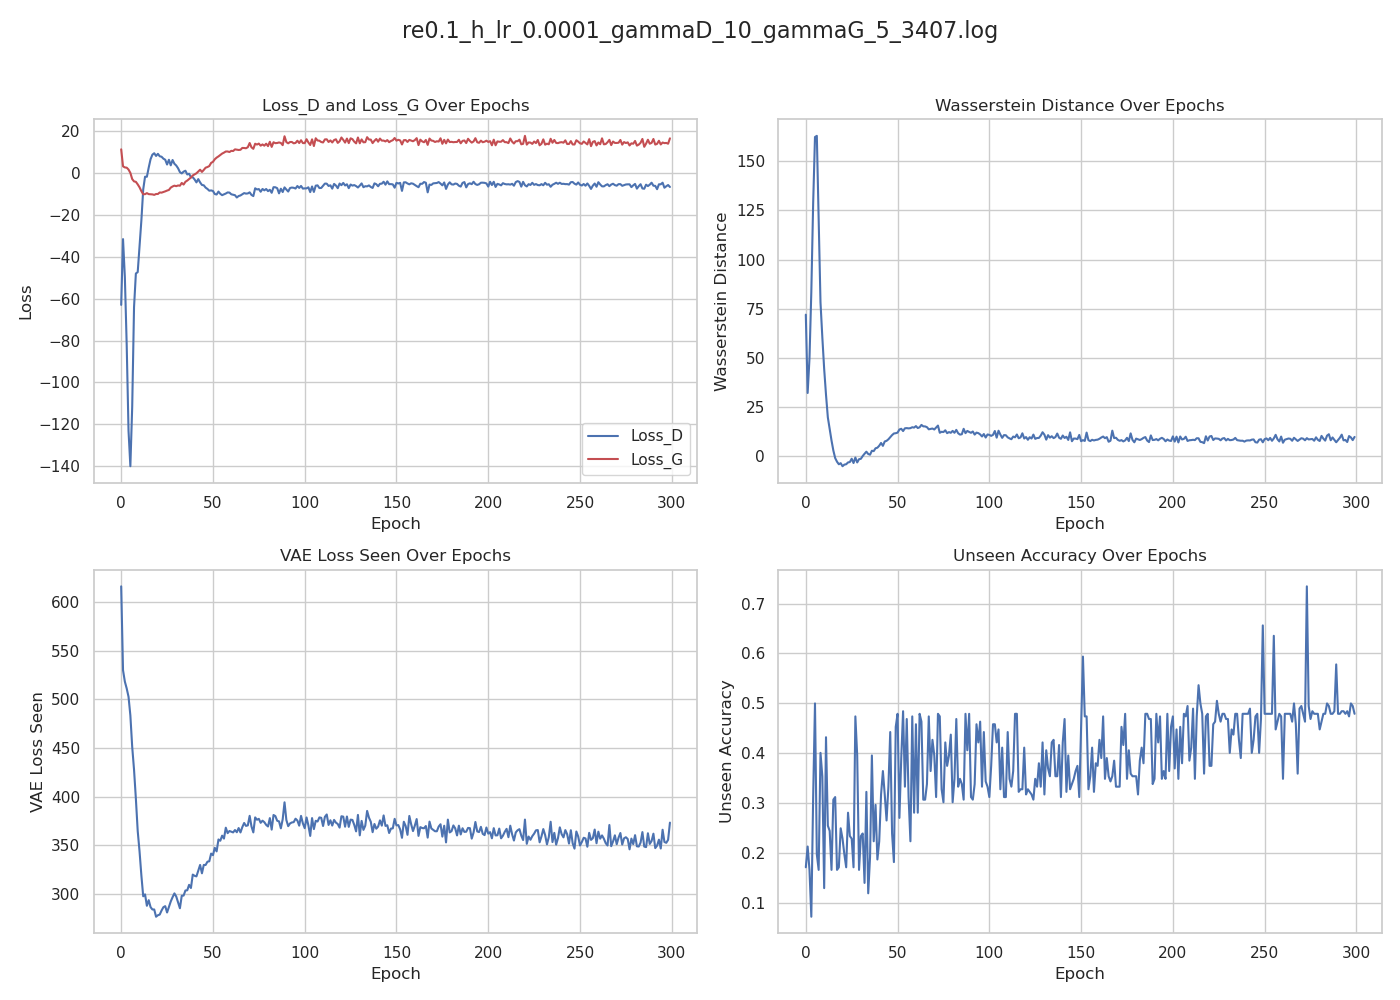 re0.1_h_lr_0.0001_gammaD_10_gammaG_5_3407.log
Loss_D and Loss_G Over Epochs
Loss
20
0
−20
−40
−60
−80
−100
−120
−140
Loss_D
Loss_G
0 50 100 150 200 250 300
Epoch
Wasserstein Distance Over Epochs
Wasserstein Distance
150
125
100
75
50
25
0
0 50 100 150 200 250 300
Epoch
VAE Loss Seen Over Epochs
VAE Loss Seen
600
550
500
450
400
350
300
0 50 100 150 200 250 300
Epoch
Unseen Accuracy Over Epochs
Unseen Accuracy
0.7
0.6
0.5
0.4
0.3
0.2
0.1
0 50 100 150 200 250 300
Epoch